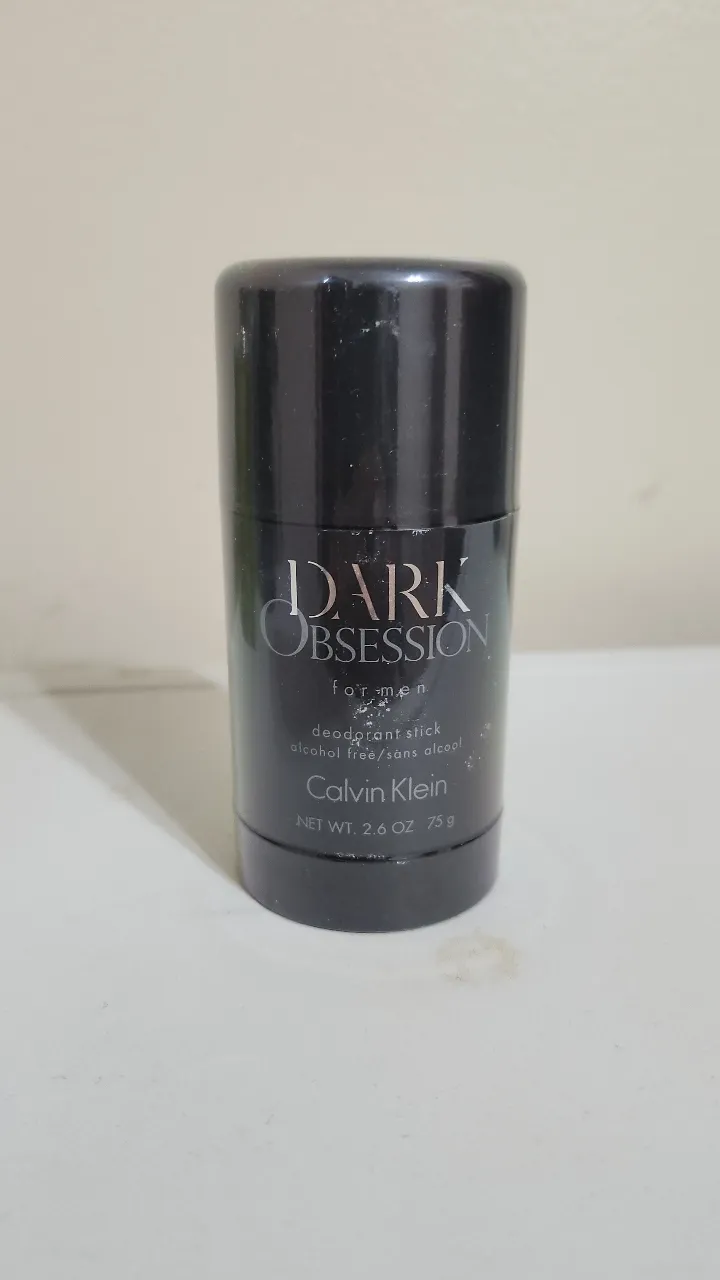 DARK
OBSESSION
for men
deodorant stick
alcohol free/sans alcool
Calvin Klein
NET WT. 2.6 OZ 75 g